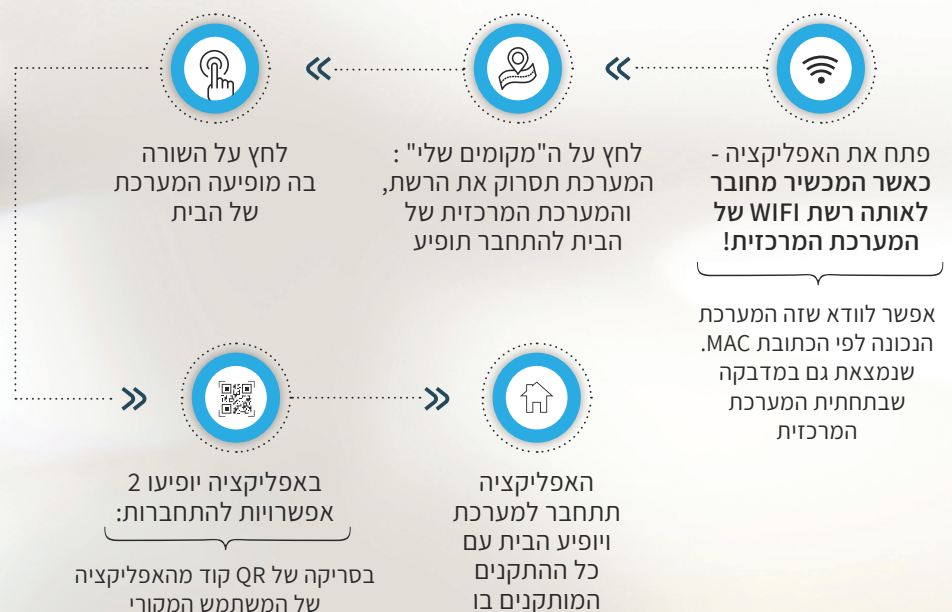 פתח את האפליקציה -
כאשר המכשיר מחובר
לאותה רשת WIFI של
המערכת המרכזית!
אפשר לוודא שזה המערכת
הנכונה לפי הכתובת MAC.
שנמצאת גם במדבקה
שבתחתית המערכת
המרכזית
לחץ על ה"מקומים שלי" :
המערכת תסרוק את הרשת,
והמערכת המרכזית של
הבית להתחבר תופיע
לחץ על השורה
בה מופיעה המערכת
של הבית
באפליקציה יופיעו 2
אפשרויות להתחברות:
בסריקה של QR קוד מהאפליקציה
של המשתמש המקורי
האפליקציה
תתחבר למערכת
ויופיע הבית עם
כל ההתקנים
המותקנים בו